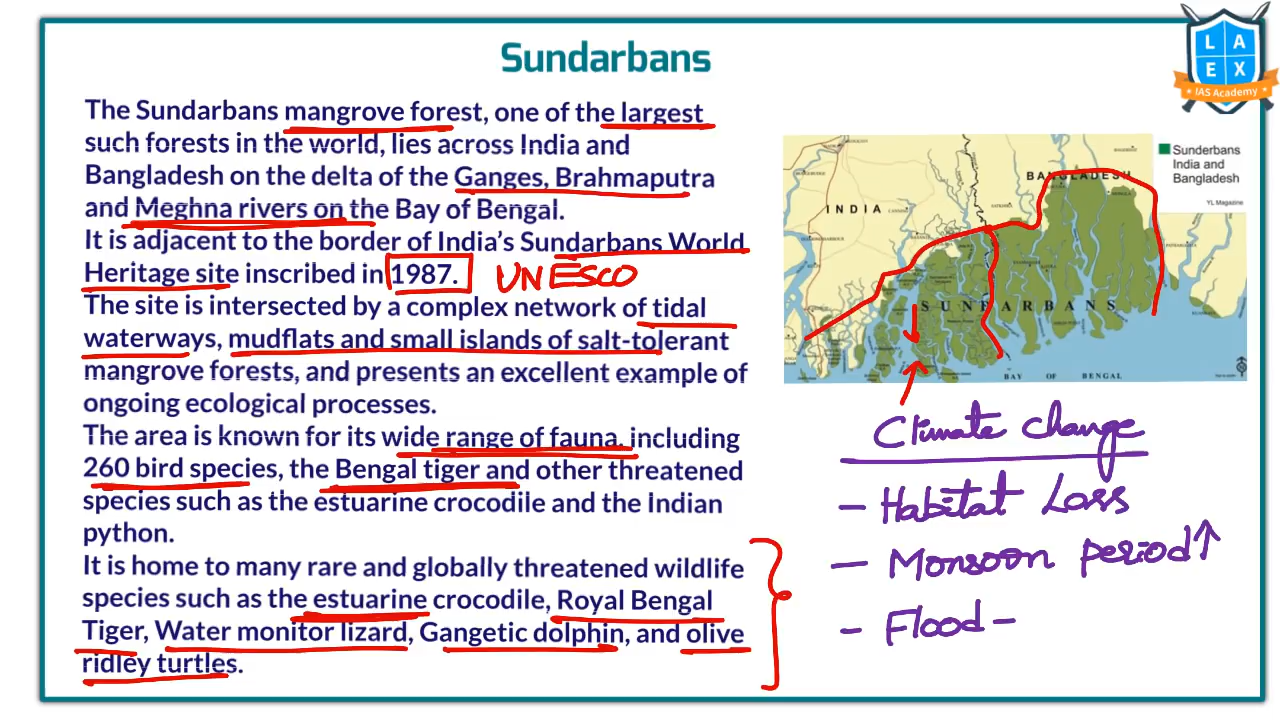 Sundarbans
The Sundarbans mangrove forest, one of the largest
such forests in the world, lies across India and
Bangladesh on the delta of the Ganges, Brahmaputra
and Meghna rivers on the Bay of Bengal.
It is adjacent to the border of India's Sundarbans World
Heritage site inscribed in 1987. UNESCO
The site is intersected by a complex network of tidal
waterways, mudflats and small islands of salt-tolerant
mangrove forests, and presents an excellent example of
ongoing ecological processes.
The area is known for its wide range of fauna, including
260 bird species, the Bengal tiger and other threatened
species such as the estuarine crocodile and the Indian
python.
It is home to many rare and globally threatened wildlife
species such as the estuarine crocodile, Royal Bengal
Tiger, Water monitor lizard, Gangetic dolphin, and olive
ridley turtles.
L A
E X
IAS Academy
Sunderbans
India and
Bangladesh
YL Magazine
BANGLADESH
INDIA
SUNDARBANS
BAY OF BENGAL
Climate change
- Habitat Loss
- Monsoon period↑
- Flood -